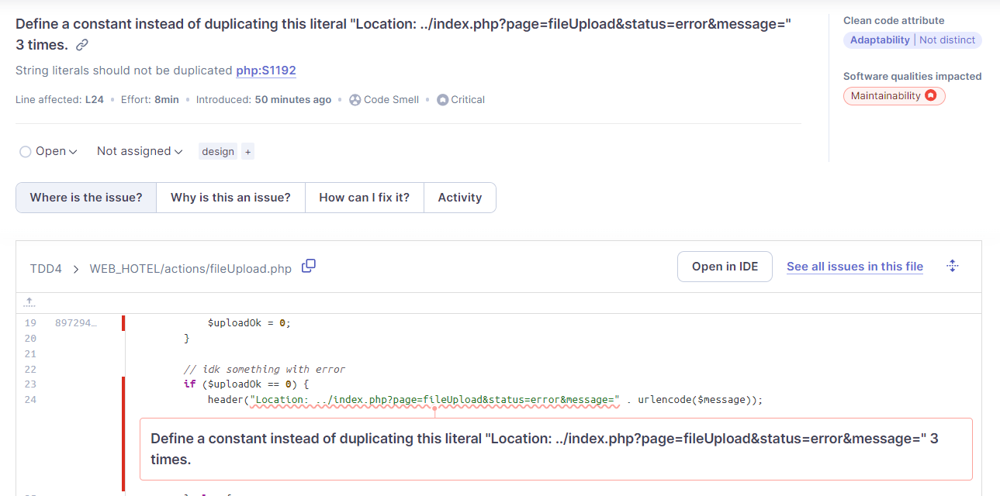 Define a constant instead of duplicating this literal "Location: ../index.php?page=fileUpload&status=error&message="
3 times.
String literals should not be duplicated php:S1192
Line affected: L24 • Effort: 8min • Introduced: 50 minutes ago • Code Smell • Critical
Clean code attribute
Adaptability | Not distinct
Software qualities impacted
Maintainability
Open Not assigned design +
Where is the issue? Why is this an issue? How can I fix it? Activity
TDD4 > WEB_HOTEL/actions/fileUpload.php Open in IDE See all issues in this file
19 897294… $uploadOk = 0;
20 }
21
22 // idk something with error
23 if ($uploadOk == 0) {
24 header("Location: ../index.php?page=fileUpload&status=error&message=" . urlencode($message));
Define a constant instead of duplicating this literal "Location: ../index.php?page=fileUpload&status=error&message=" 3
times.